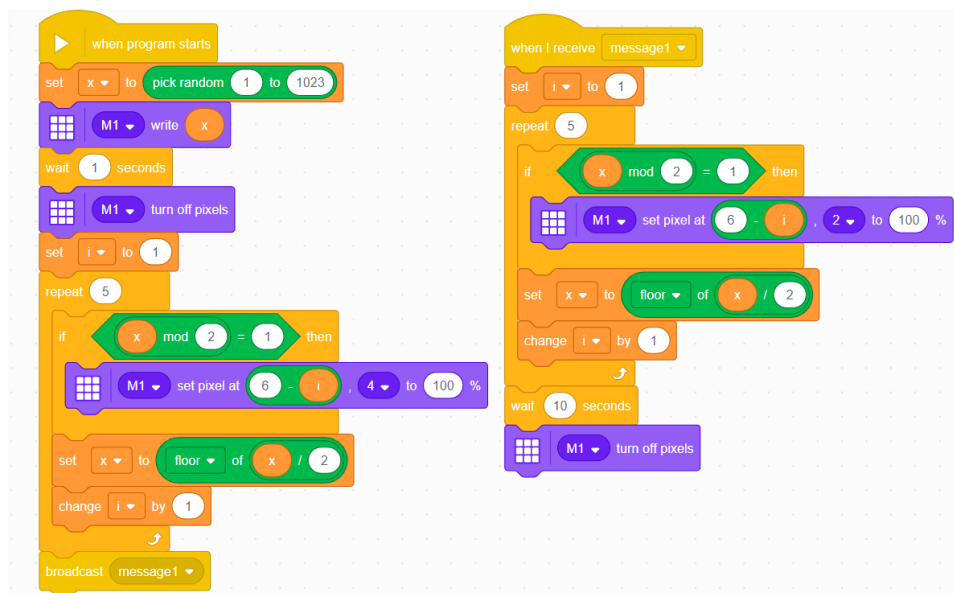 when program starts
set x to pick random 1 to 1023
M1 write x
wait 1 seconds
M1 turn off pixels
set i to 1
repeat 5
if x mod 2 = 1 then
M1 set pixel at 6 - i , 4 to 100 %
set x to floor of x / 2
change i by 1
broadcast message1
when I receive message1
set i to 1
repeat 5
if x mod 2 = 1 then
M1 set pixel at 6 - i , 2 to 100 %
set x to floor of x / 2
change i by 1
wait 10 seconds
M1 turn off pixels